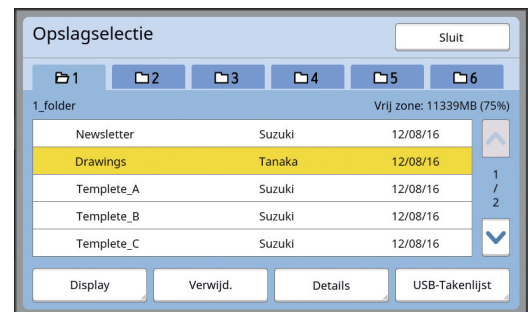 Opslagselectie Sluit
1 2 3 4 5 6
1_folder Vrij zone: 11339MB (75%)
Newsletter Suzuki 12/08/16
Drawings Tanaka 12/08/16
Templete_A Suzuki 12/08/16
Templete_B Suzuki 12/08/16
Templete_C Suzuki 12/08/16
1
/
2
Display Verwijd. Details USB-Takenlijst